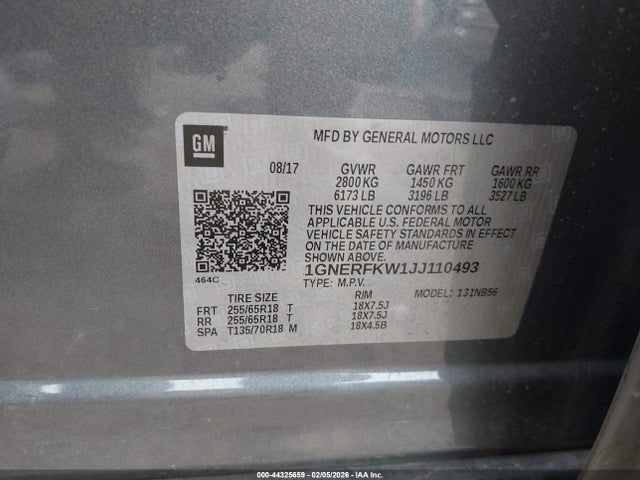 GM
MFD BY GENERAL MOTORS LLC
08/17 GVWR GAWR FRT GAWR RR
2800 KG 1450 KG 1600 KG
6173 LB 3196 LB 3527 LB
THIS VEHICLE CONFORMS TO ALL
APPLICABLE U.S. FEDERAL MOTOR
VEHICLE SAFETY STANDARDS IN EFFECT
ON THE DATE OF MANUFACTURE
SHOWN ABOVE.
1GNERFKW1JJ110493
464C TYPE: M.P.V.
TIRE SIZE RIM MODEL: 131NB56
FRT 255/65R18 T 18X7.5J
RR 255/65R18 T 18X7.5J
SPA T135/70R18 M 18X4.5B
000-44325659 | 02/05/2026 | IAA Inc.